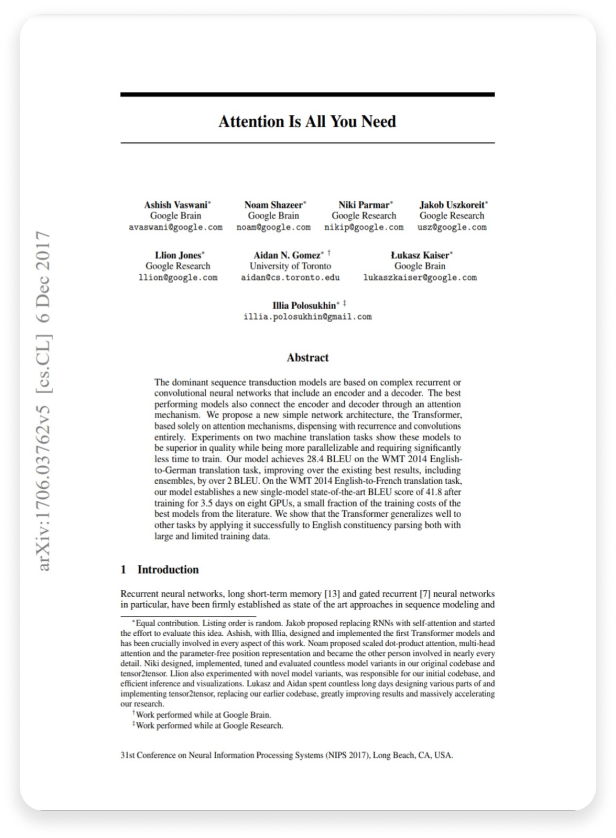 Attention Is All You Need
Ashish Vaswani*
Google Brain
avaswani@google.com
Noam Shazeer*
Google Brain
noam@google.com
Niki Parmar*
Google Research
nikip@google.com
Jakob Uszkoreit*
Google Research
usz@google.com
Llion Jones*
Google Research
llion@google.com
Aidan N. Gomez* †
University of Toronto
aidan@cs.toronto.edu
Łukasz Kaiser*
Google Brain
lukaszkaiser@google.com
Illia Polosukhin* ‡
illia.polosukhin@gmail.com
Abstract
The dominant sequence transduction models are based on complex recurrent or
convolutional neural networks that include an encoder and a decoder. The best
performing models also connect the encoder and decoder through an attention
mechanism. We propose a new simple network architecture, the Transformer,
based solely on attention mechanisms, dispensing with recurrence and convolutions
entirely. Experiments on two machine translation tasks show these models to
be superior in quality while being more parallelizable and requiring significantly
less time to train. Our model achieves 28.4 BLEU on the WMT 2014 English-
to-German translation task, improving over the existing best results, including
ensembles, by over 2 BLEU. On the WMT 2014 English-to-French translation task,
our model establishes a new single-model state-of-the-art BLEU score of 41.8 after
training for 3.5 days on eight GPUs, a small fraction of the training costs of the
best models from the literature. We show that the Transformer generalizes well to
other tasks by applying it successfully to English constituency parsing both with
large and limited training data.
1 Introduction
Recurrent neural networks, long short-term memory [13] and gated recurrent [7] neural networks
in particular, have been firmly established as state of the art approaches in sequence modeling and
*Equal contribution. Listing order is random. Jakob proposed replacing RNNs with self-attention and started
the effort to evaluate this idea. Ashish, with Illia, designed and implemented the first Transformer models and
has been crucially involved in every aspect of this work. Noam proposed scaled dot-product attention, multi-head
attention and the parameter-free position representation and became the other person involved in nearly every
detail. Niki designed, implemented, tuned and evaluated countless model variants in our original codebase and
tensor2tensor. Llion also experimented with novel model variants, was responsible for our initial codebase, and
efficient inference and visualizations. Lukasz and Aidan spent countless long days designing various parts of and
implementing tensor2tensor, replacing our earlier codebase, greatly improving results and massively accelerating
our research.
†Work performed while at Google Brain.
‡Work performed while at Google Research.
31st Conference on Neural Information Processing Systems (NIPS 2017), Long Beach, CA, USA.
arXiv:1706.03762v5 [cs.CL] 6 Dec 2017